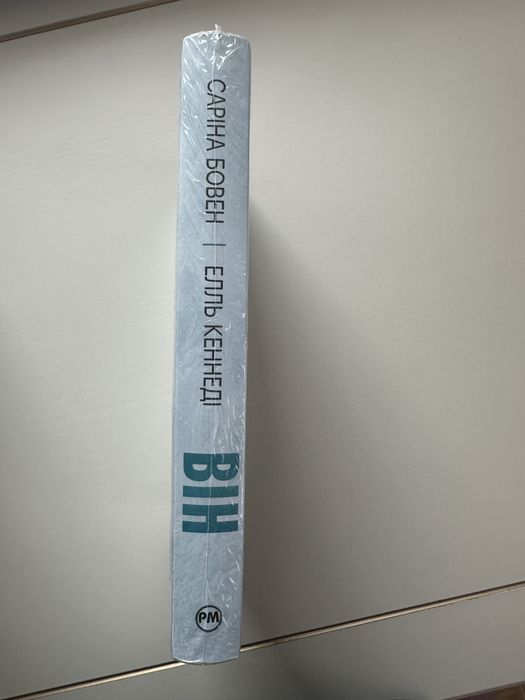 САРІНА БОВЕН | ЕЛЛЬ КЕННЕДІ
ВІН
РМ